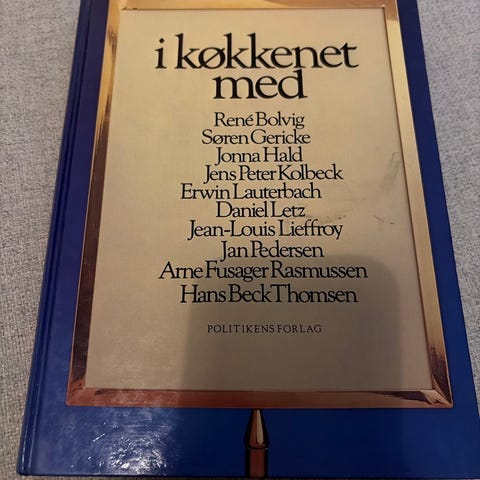 i køkkenet
med
René Bolvig
Søren Gericke
Jonna Hald
Jens Peter Kolbeck
Erwin Lauterbach
Daniel Letz
Jean-Louis Lieffroy
Jan Pedersen
Arne Fusager Rasmussen
Hans Beck Thomsen
POLITIKENS FORLAG